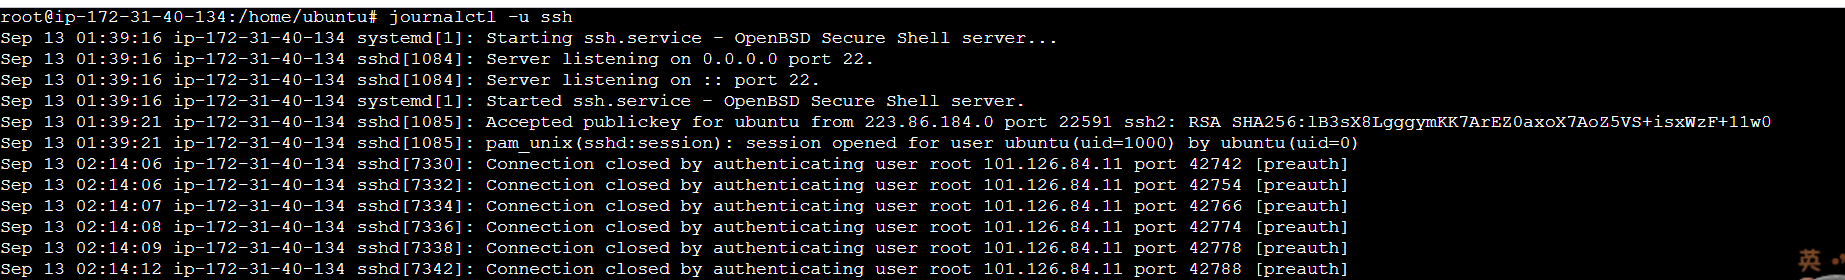 root@ip-172-31-40-134:/home/ubuntu# journalctl -u ssh
Sep 13 01:39:16 ip-172-31-40-134 systemd[1]: Starting ssh.service - OpenBSD Secure Shell server...
Sep 13 01:39:16 ip-172-31-40-134 sshd[1084]: Server listening on 0.0.0.0 port 22.
Sep 13 01:39:16 ip-172-31-40-134 sshd[1084]: Server listening on :: port 22.
Sep 13 01:39:16 ip-172-31-40-134 systemd[1]: Started ssh.service - OpenBSD Secure Shell server.
Sep 13 01:39:21 ip-172-31-40-134 sshd[1085]: Accepted publickey for ubuntu from 223.86.184.0 port 22591 ssh2: RSA SHA256:lB3sX8LgggymKK7ArEZ0axoX7AoZ5VS+isxWzF+11w0
Sep 13 01:39:21 ip-172-31-40-134 sshd[1085]: pam_unix(sshd:session): session opened for user ubuntu(uid=1000) by ubuntu(uid=0)
Sep 13 02:14:06 ip-172-31-40-134 sshd[7330]: Connection closed by authenticating user root 101.126.84.11 port 42742 [preauth]
Sep 13 02:14:06 ip-172-31-40-134 sshd[7332]: Connection closed by authenticating user root 101.126.84.11 port 42754 [preauth]
Sep 13 02:14:07 ip-172-31-40-134 sshd[7334]: Connection closed by authenticating user root 101.126.84.11 port 42766 [preauth]
Sep 13 02:14:08 ip-172-31-40-134 sshd[7336]: Connection closed by authenticating user root 101.126.84.11 port 42774 [preauth]
Sep 13 02:14:09 ip-172-31-40-134 sshd[7338]: Connection closed by authenticating user root 101.126.84.11 port 42778 [preauth]
Sep 13 02:14:12 ip-172-31-40-134 sshd[7342]: Connection closed by authenticating user root 101.126.84.11 port 42788 [preauth]
英